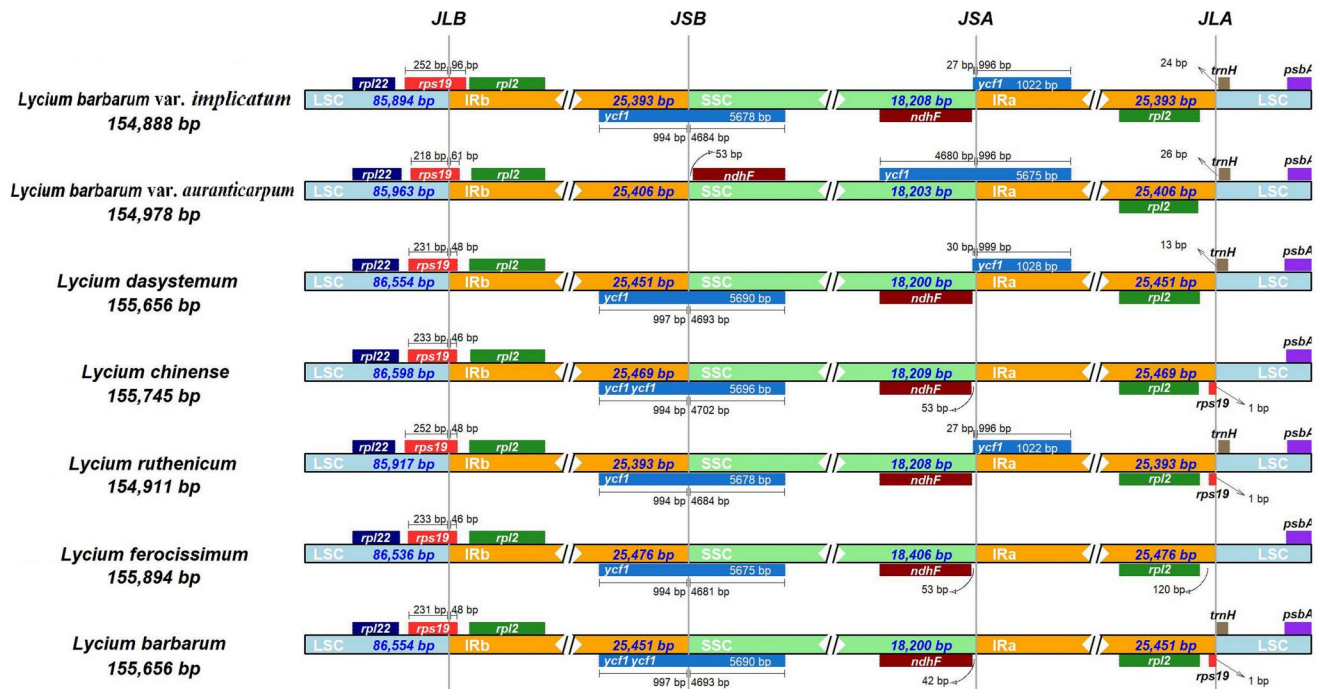 JLB JSB JSA JLA
252 bp 96 bp 27 bp 996 bp 24 bp
rpl22 rps19 rpl2 ycf1 1022 bp trnH psbA
Lycium barbarum var. implicatum LSC 85,894 bp IRb 25,393 bp SSC 18,208 bp IRa 25,393 bp LSC
154,888 bp ycf1 5678 bp ndhF rpl2
994 bp 4684 bp
218 bp 61 bp 53 bp 4680 bp 996 bp 26 bp
rpl22 rps19 rpl2 ndhF ycf1 5675 bp trnH psbA
Lycium barbarum var. auranticarpum LSC 85,963 bp IRb 25,406 bp SSC 18,203 bp IRa 25,406 bp LSC
154,978 bp rpl2
231 bp 48 bp 30 bp 999 bp 13 bp
rpl22 rps19 rpl2 ycf1 1028 bp trnH psbA
Lycium dasystemum LSC 86,554 bp IRb 25,451 bp SSC 18,200 bp IRa 25,451 bp LSC
155,656 bp ycf1 5690 bp ndhF rpl2
997 bp 4693 bp
233 bp 46 bp
rpl22 rps19 rpl2 psbA
Lycium chinense LSC 86,598 bp IRb 25,469 bp SSC 18,209 bp IRa 25,469 bp LSC
155,745 bp ycf1 ycf1 5696 bp ndhF rpl2
994 bp 4702 bp 53 bp rps19 1 bp
252 bp 48 bp 27 bp 996 bp
rpl22 rps19 rpl2 ycf1 1022 bp trnH psbA
Lycium ruthenicum LSC 85,917 bp IRb 25,393 bp SSC 18,208 bp IRa 25,393 bp LSC
154,911 bp ycf1 5678 bp ndhF rpl2
994 bp 4684 bp rps19 1 bp
233 bp 46 bp
rpl22 rps19 rpl2 psbA
Lycium ferocissimum LSC 86,536 bp IRb 25,476 bp SSC 18,406 bp IRa 25,476 bp LSC
155,894 bp ycf1 5675 bp ndhF rpl2
994 bp 4681 bp 53 bp 120 bp
231 bp 48 bp
rpl22 rps19 rpl2 trnH psbA
Lycium barbarum LSC 86,554 bp IRb 25,451 bp SSC 18,200 bp IRa 25,451 bp LSC
155,656 bp ycf1 ycf1 5690 bp ndhF rpl2
997 bp 4693 bp 42 bp rps19 1 bp